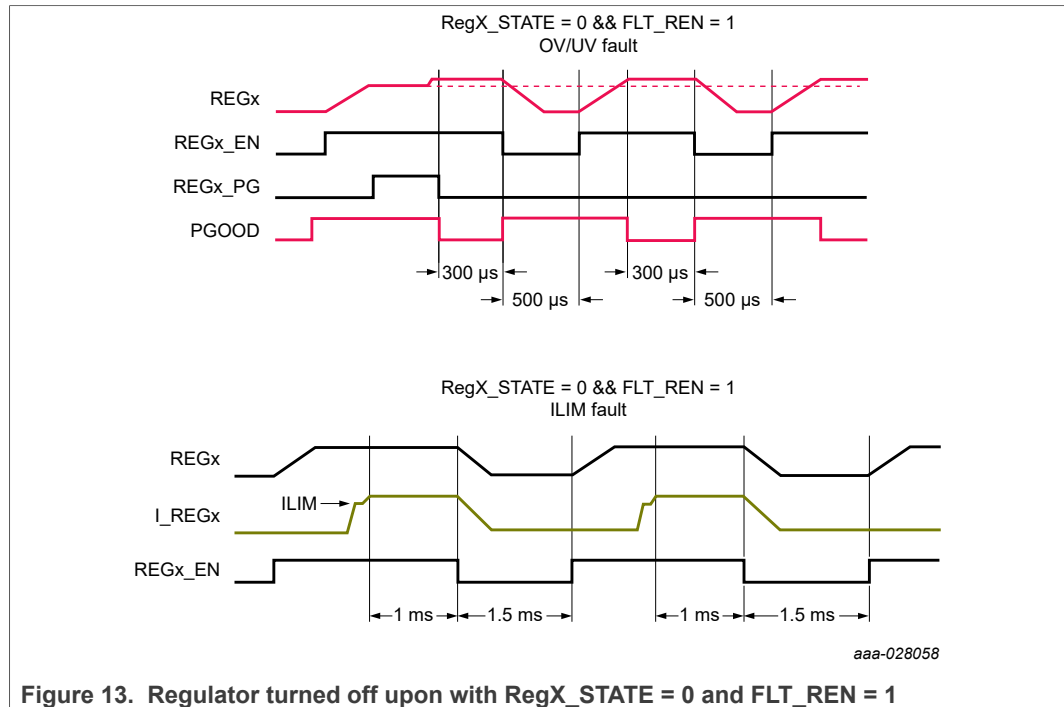 RegX_STATE = 0 && FLT_REN = 1
OV/UV fault
REGx
REGx_EN
REGx_PG
PGOOD
300 µs
300 µs
500 µs
500 µs
RegX_STATE = 0 && FLT_REN = 1
ILIM fault
REGx
ILIM
I_REGx
REGx_EN
1 ms
1.5 ms
1 ms
1.5 ms
aaa-028058
Figure 13. Regulator turned off upon with RegX_STATE = 0 and FLT_REN = 1